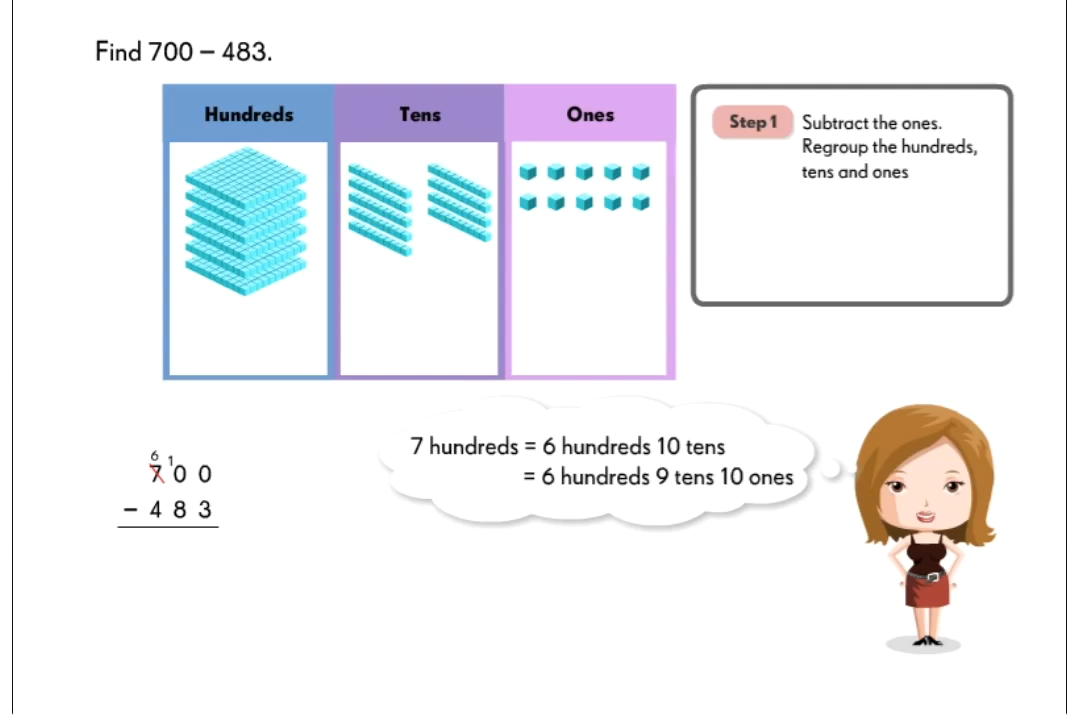 Find 700 – 483.
Hundreds Tens Ones
Step 1 Subtract the ones.
Regroup the hundreds,
tens and ones
7 hundreds = 6 hundreds 10 tens
= 6 hundreds 9 tens 10 ones
6 1
7 0 0
– 4 8 3